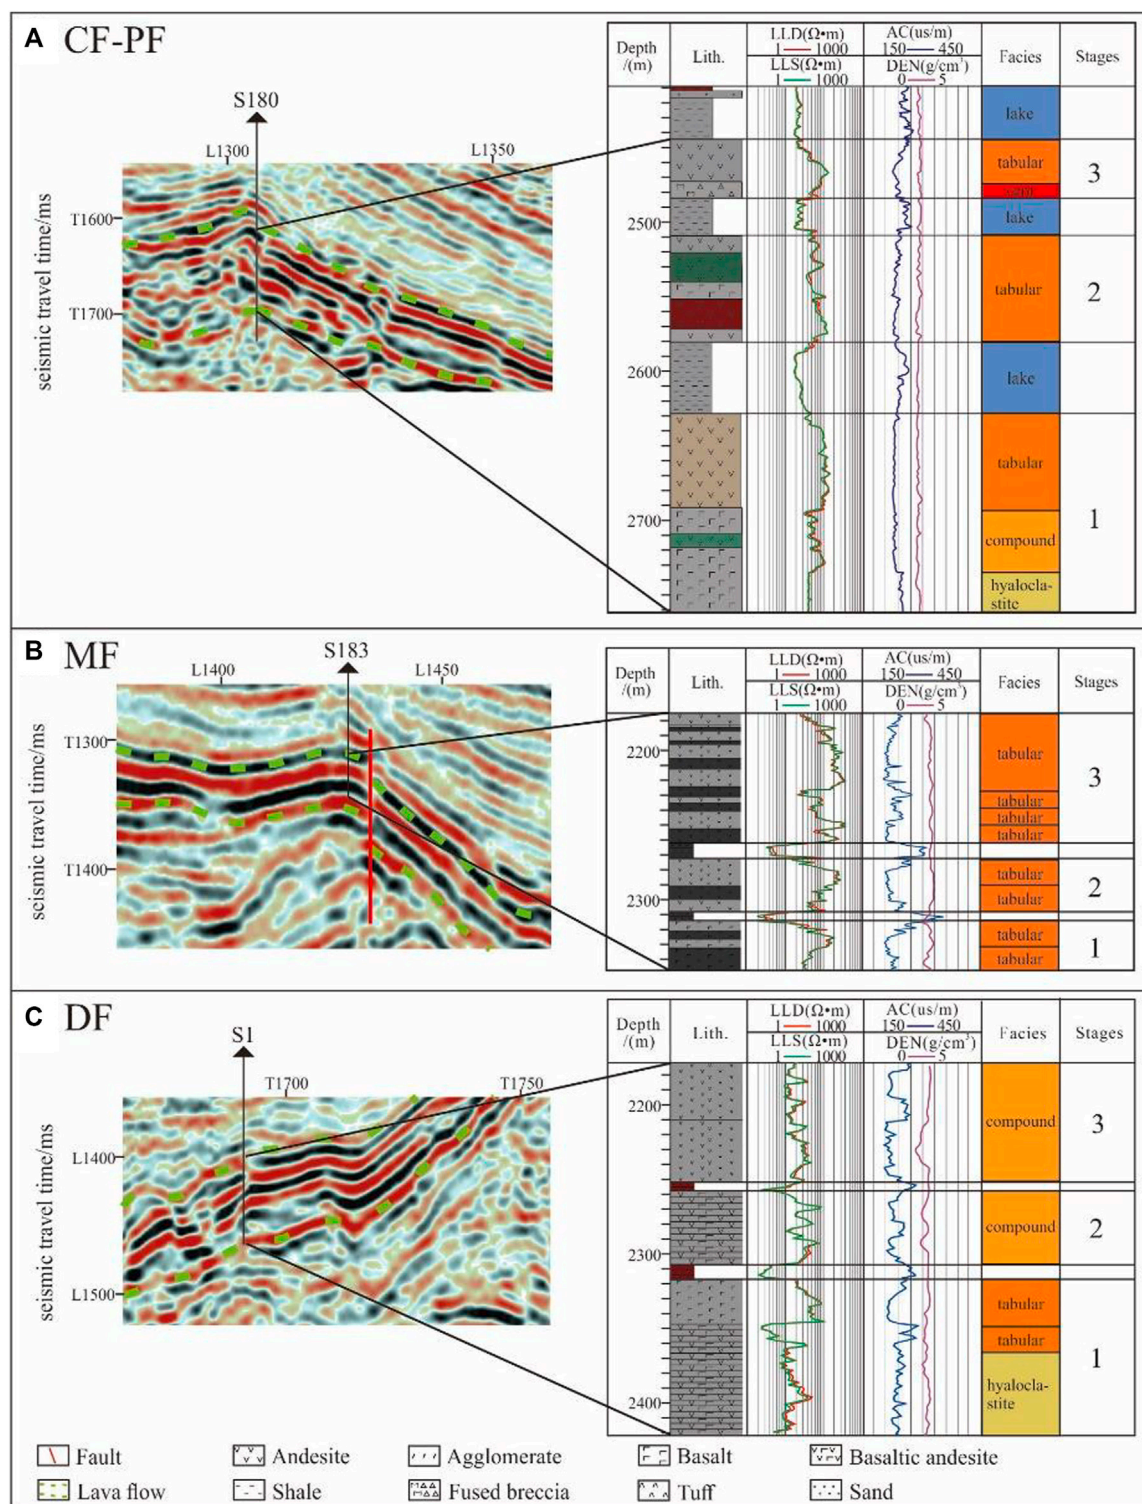 A CF-PF
S180
L1300
L1350
T1600
T1700
seismic travel time/ms
Depth /(m)
Lith.
LLD(Ω•m)
1 1000
LLS(Ω•m)
1 1000
AC(us/m)
150 450
DEN(g/cm³)
0 5
Facies
Stages
2500
2600
2700
lake
tabular
lake
tabular
lake
tabular
compound
hyalocla-
stite
3
2
1
B MF
S183
L1400
L1450
T1300
T1400
seismic travel time/ms
Depth /(m)
Lith.
LLD(Ω•m)
1 1000
LLS(Ω•m)
1 1000
AC(us/m)
150 450
DEN(g/cm³)
0 5
Facies
Stages
2200
2300
tabular
tabular
tabular
tabular
tabular
tabular
tabular
tabular
3
2
1
C DF
S1
T1700
T1750
L1400
L1500
seismic travel time/ms
Depth /(m)
Lith.
LLD(Ω•m)
1 1000
LLS(Ω•m)
1 1000
AC(us/m)
150 450
DEN(g/cm³)
0 5
Facies
Stages
2200
2300
2400
compound
compound
tabular
tabular
hyalocla-
stite
3
2
1
Fault
Andesite
Agglomerate
Basalt
Basaltic andesite
Lava flow
Shale
Fused breccia
Tuff
Sand